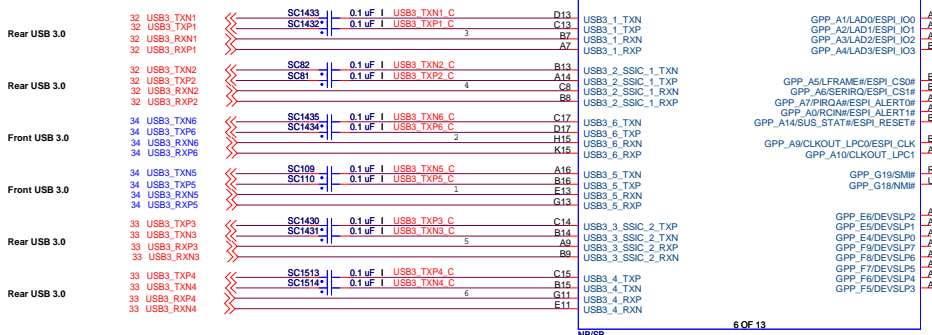 32 USB3_TXN1 SC1433 0.1 uF I USB3_TXN1_C D13 USB3_1_TXN GPP_A1/LAD0/ESPI_IO0
32 USB3_TXP1 SC1432 0.1 uF I USB3_TXP1_C C13 USB3_1_TXP GPP_A2/LAD1/ESPI_IO1
Rear USB 3.0 32 USB3_RXN1 3 B7 USB3_1_RXN GPP_A3/LAD2/ESPI_IO2
32 USB3_RXP1 A7 USB3_1_RXP GPP_A4/LAD3/ESPI_IO3
32 USB3_TXN2 SC82 0.1 uF I USB3_TXN2_C B13 USB3_2_SSIC_1_TXN
32 USB3_TXP2 SC81 0.1 uF I USB3_TXP2_C A14 USB3_2_SSIC_1_TXP GPP_A5/LFRAME#/ESPI_CS0#
Rear USB 3.0 32 USB3_RXN2 4 C8 USB3_2_SSIC_1_RXN GPP_A6/SERIRQ/ESPI_CS1#
32 USB3_RXP2 B8 USB3_2_SSIC_1_RXP GPP_A7/PIRQA#/ESPI_ALERT0#
GPP_A0/RCIN#/ESPI_ALERT1#
34 USB3_TXN6 SC1435 0.1 uF I USB3_TXN6_C C17 USB3_6_TXN GPP_A14/SUS_STAT#/ESPI_RESET#
34 USB3_TXP6 SC1434 0.1 uF I USB3_TXP6_C D17 USB3_6_TXP
Front USB 3.0 34 USB3_RXN6 2 H15 USB3_6_RXN GPP_A9/CLKOUT_LPC0/ESPI_CLK
34 USB3_RXP6 K15 USB3_6_RXP GPP_A10/CLKOUT_LPC1
34 USB3_TXN5 SC109 0.1 uF I USB3_TXN5_C A16 USB3_5_TXN GPP_G19/SMI#
34 USB3_TXP5 SC110 0.1 uF I USB3_TXP5_C B16 USB3_5_TXP GPP_G18/NMI#
Front USB 3.0 34 USB3_RXN5 1 E13 USB3_5_RXN
34 USB3_RXP5 G13 USB3_5_RXP
33 USB3_TXP3 SC1430 0.1 uF I USB3_TXP3_C C14 USB3_3_SSIC_2_TXP GPP_E6/DEVSLP2
33 USB3_TXN3 SC1431 0.1 uF I USB3_TXN3_C B14 USB3_3_SSIC_2_TXN GPP_E5/DEVSLP1
Rear USB 3.0 33 USB3_RXP3 5 A9 USB3_3_SSIC_2_RXP GPP_E4/DEVSLP0
33 USB3_RXN3 B9 USB3_3_SSIC_2_RXN GPP_F9/DEVSLP7
GPP_F8/DEVSLP6
33 USB3_TXP4 SC1513 0.1 uF I USB3_TXP4_C C15 USB3_4_TXP GPP_F7/DEVSLP5
33 USB3_TXN4 SC1514 0.1 uF I USB3_TXN4_C B15 USB3_4_TXN GPP_F6/DEVSLP4
Rear USB 3.0 33 USB3_RXP4 6 G11 USB3_4_RXP GPP_F5/DEVSLP3
33 USB3_RXN4 E11 USB3_4_RXN
6 OF 13